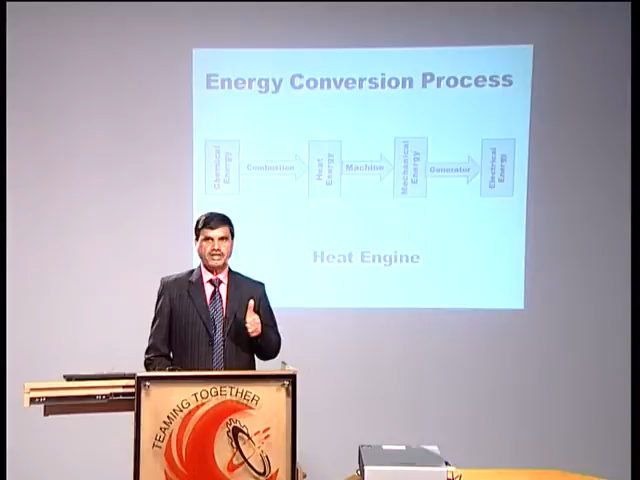 Energy Conversion Process
Chemical
Energy
Combustion
Heat
Energy
Machine
Mechanical
Energy
Generator
Electrical
Energy
Heat Engine
TEAMING TOGETHER